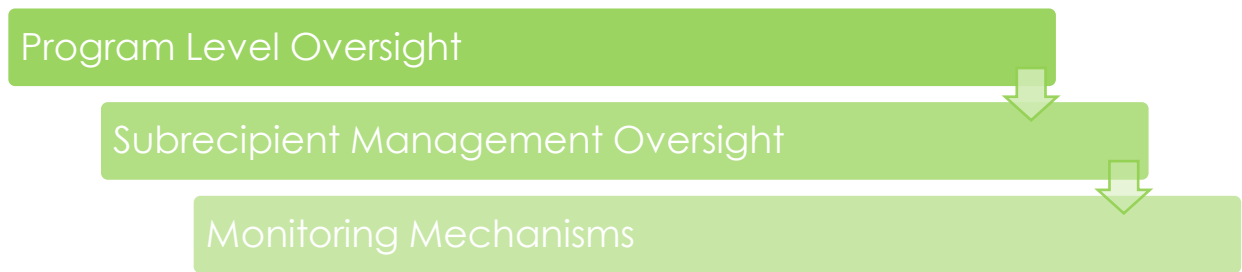 Program Level Oversight
Subrecipient Management Oversight
Monitoring Mechanisms